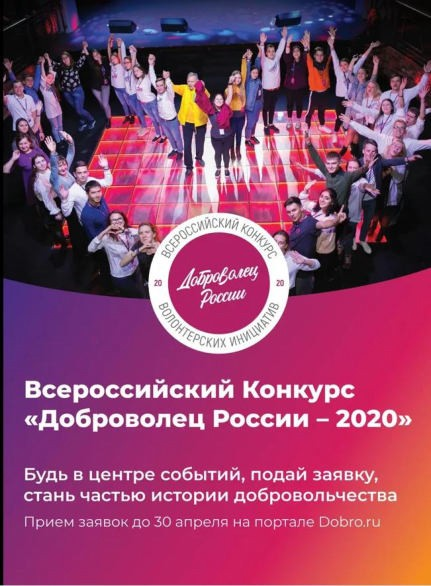 ВСЕРОССИЙСКИЙ КОНКУРС
20 20
Доброволец
России
ВОЛОНТЕРСКИХ ИНИЦИАТИВ
Всероссийский Конкурс
«Доброволец России – 2020»
Будь в центре событий, подай заявку,
стань частью истории добровольчества
Прием заявок до 30 апреля на портале Dobro.ru